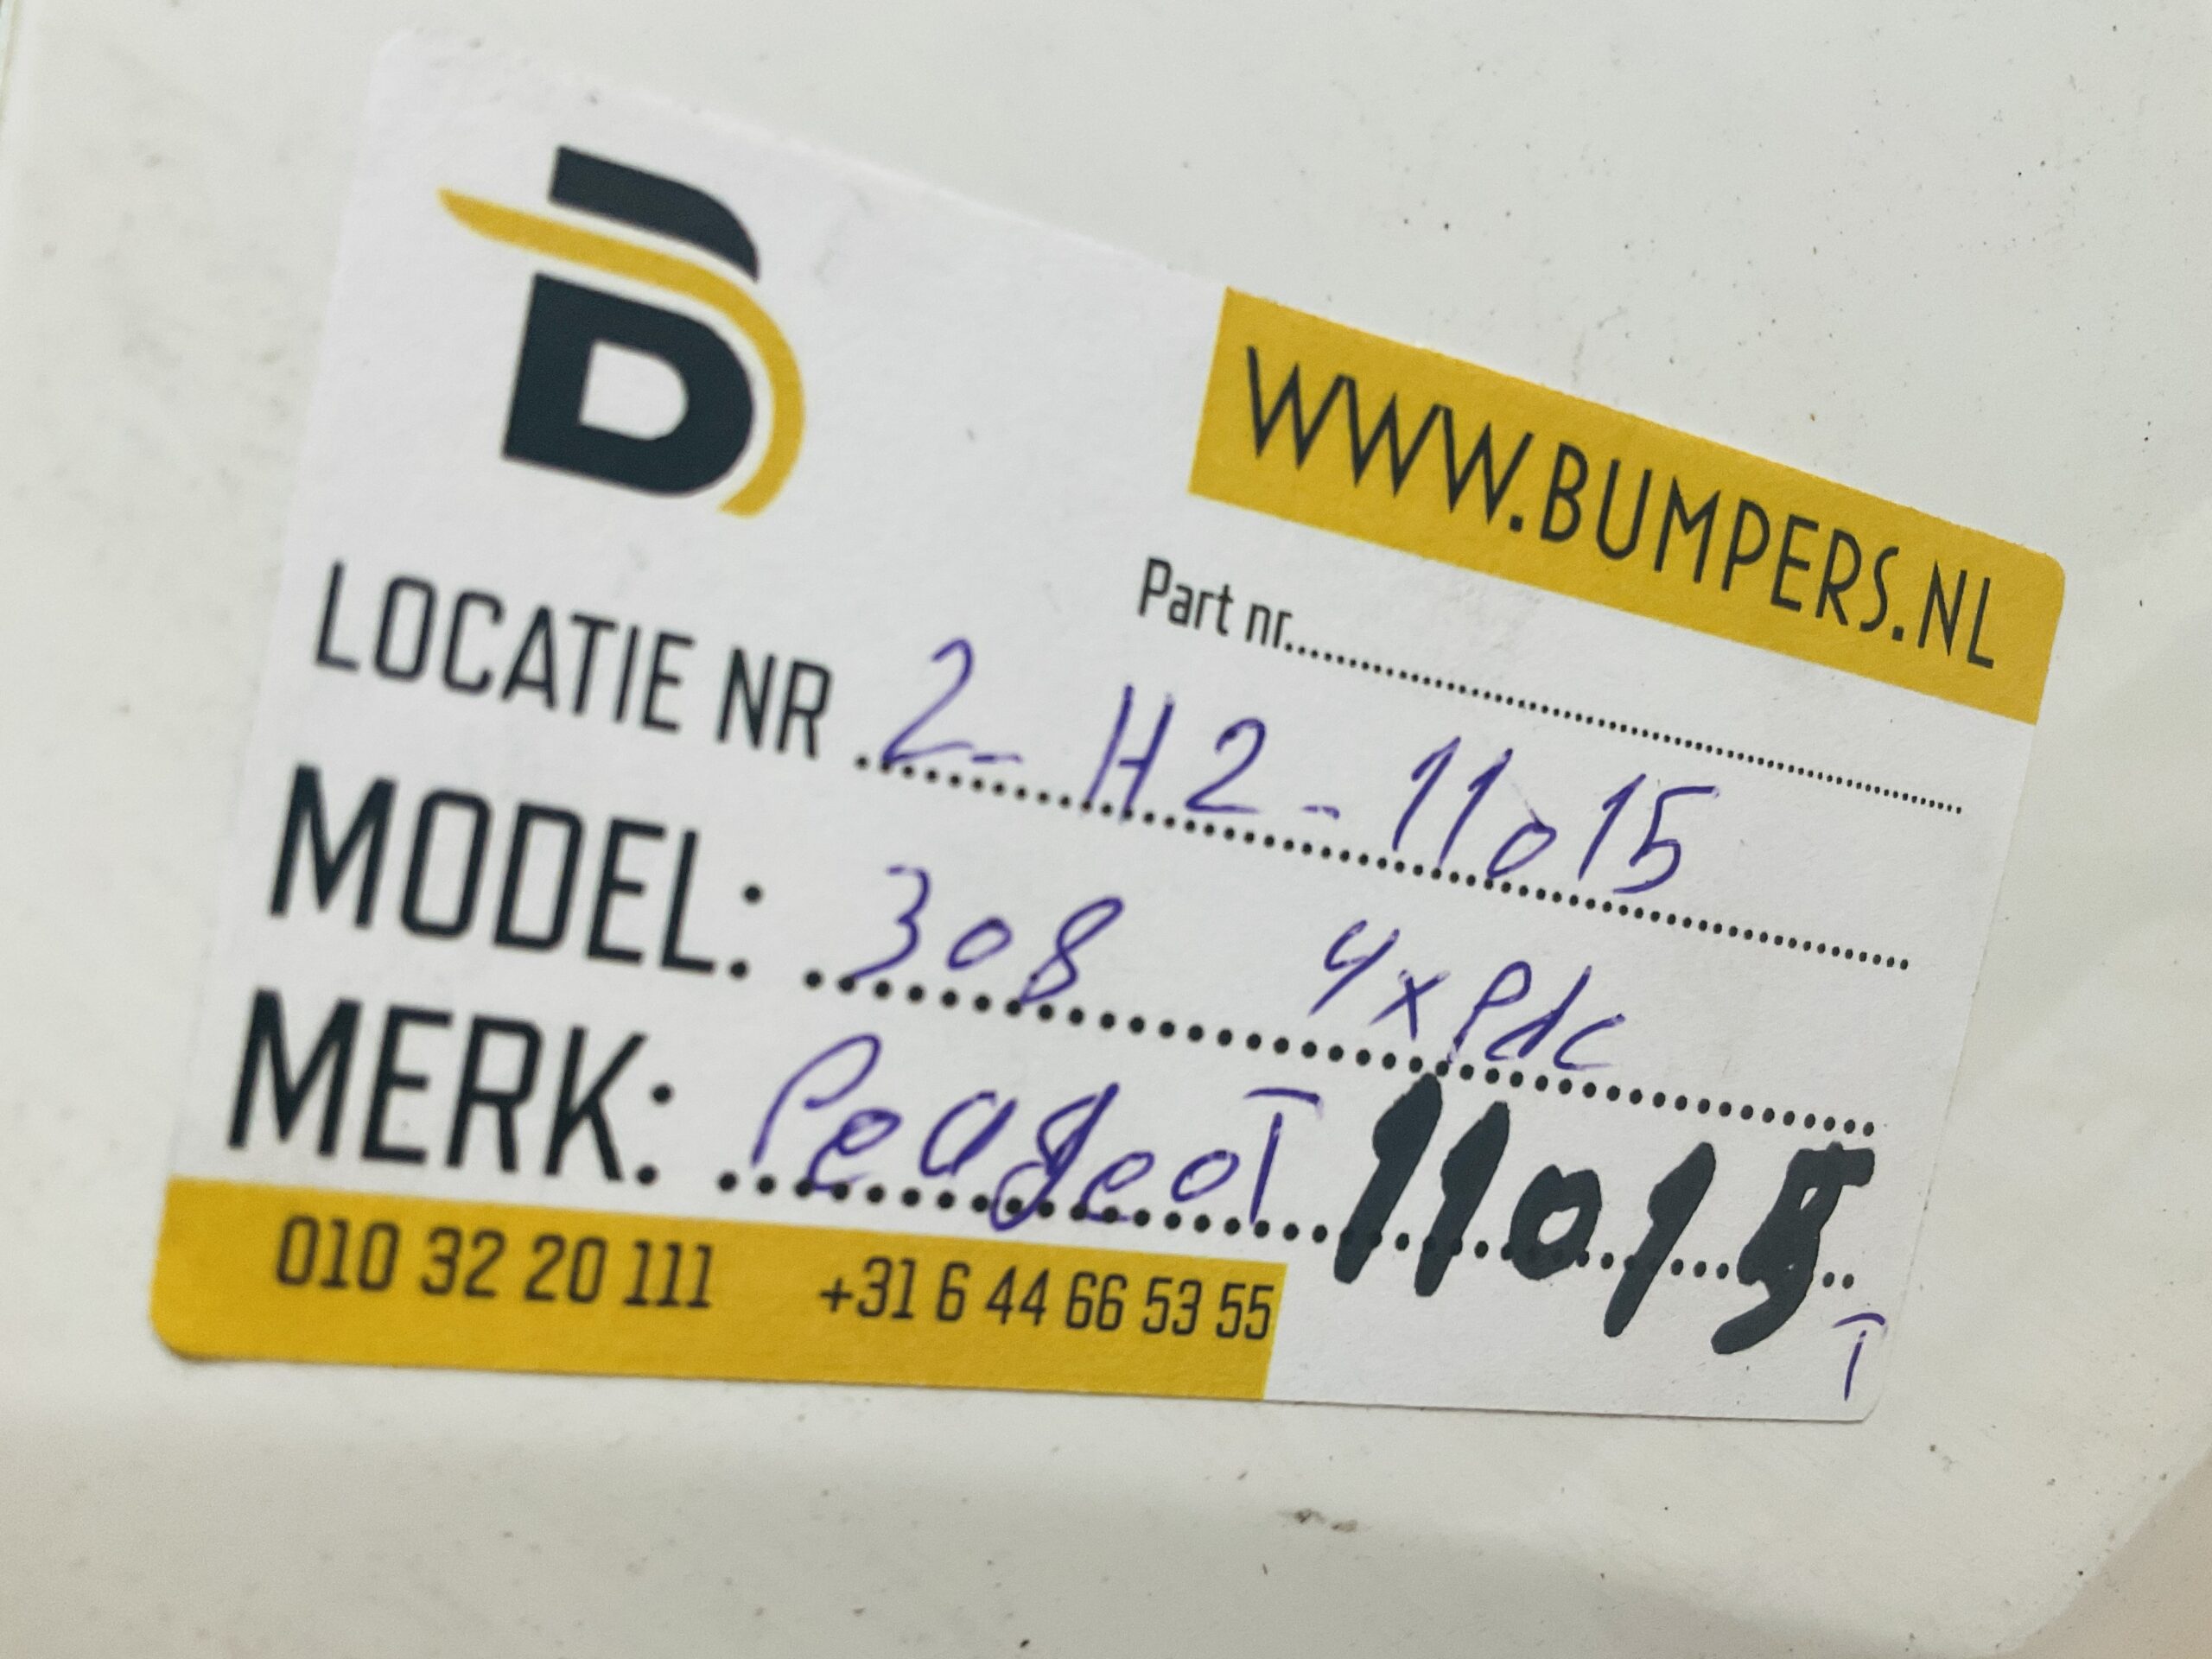 B
WWW.BUMPERS.NL
Part nr..............................
LOCATIE NR 2-H2-11015
MODEL: 308 4xPdc
MERK: Peugeot 11015
T
010 32 20 111 +31 6 44 66 53 55